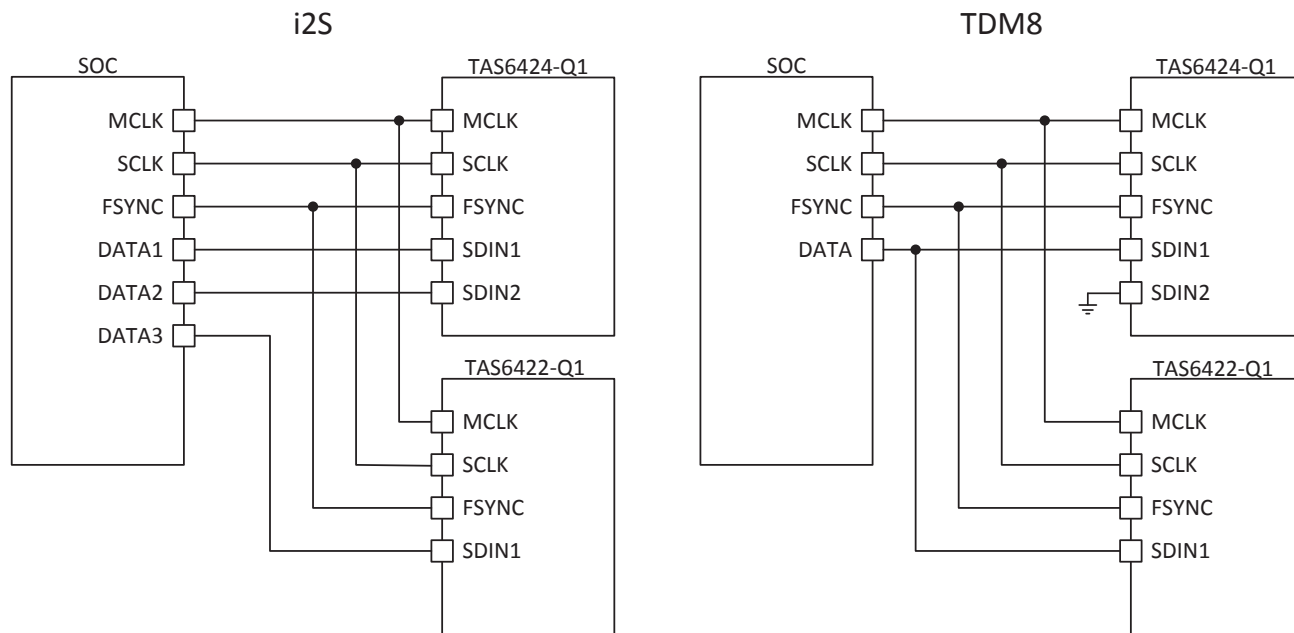 i2S
SOC
TAS6424-Q1
MCLK
MCLK
SCLK
SCLK
FSYNC
FSYNC
DATA1
SDIN1
DATA2
SDIN2
DATA3
TAS6422-Q1
MCLK
SCLK
FSYNC
SDIN1
TDM8
SOC
TAS6424-Q1
MCLK
MCLK
SCLK
SCLK
FSYNC
FSYNC
DATA
SDIN1
SDIN2
TAS6422-Q1
MCLK
SCLK
FSYNC
SDIN1